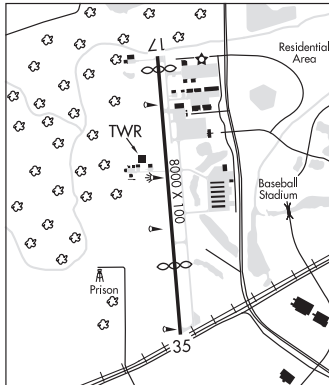 17
Residential
Area
TWR
8000 X 100
Baseball
Stadium
Prison
35